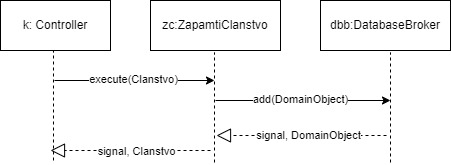 k: Controller
zc:ZapamtiClanstvo
dbb:DatabaseBroker
execute(Clanstvo)
add(DomainObject)
signal, DomainObject
signal, Clanstvo